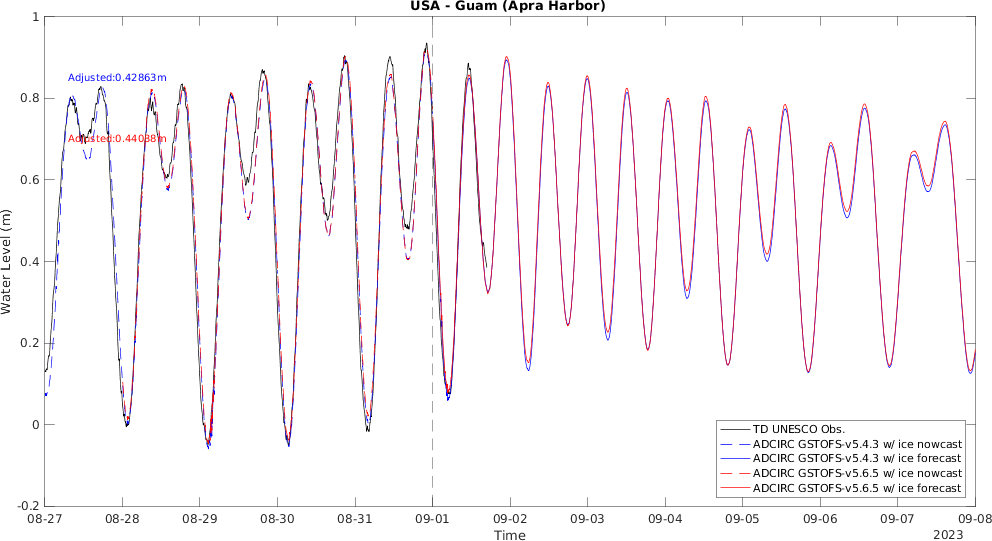 USA - Guam (Apra Harbor)
1
0.8
0.6
0.4
0.2
0
-0.2
Water Level (m)
Adjusted:0.42863m
Adjusted:0.44038m
TD UNESCO Obs.
ADCIRC GSTOFS-v5.4.3 w/ ice nowcast
ADCIRC GSTOFS-v5.4.3 w/ ice forecast
ADCIRC GSTOFS-v5.6.5 w/ ice nowcast
ADCIRC GSTOFS-v5.6.5 w/ ice forecast
08-27 08-28 08-29 08-30 08-31 09-01 09-02 09-03 09-04 09-05 09-06 09-07 09-08
Time
2023